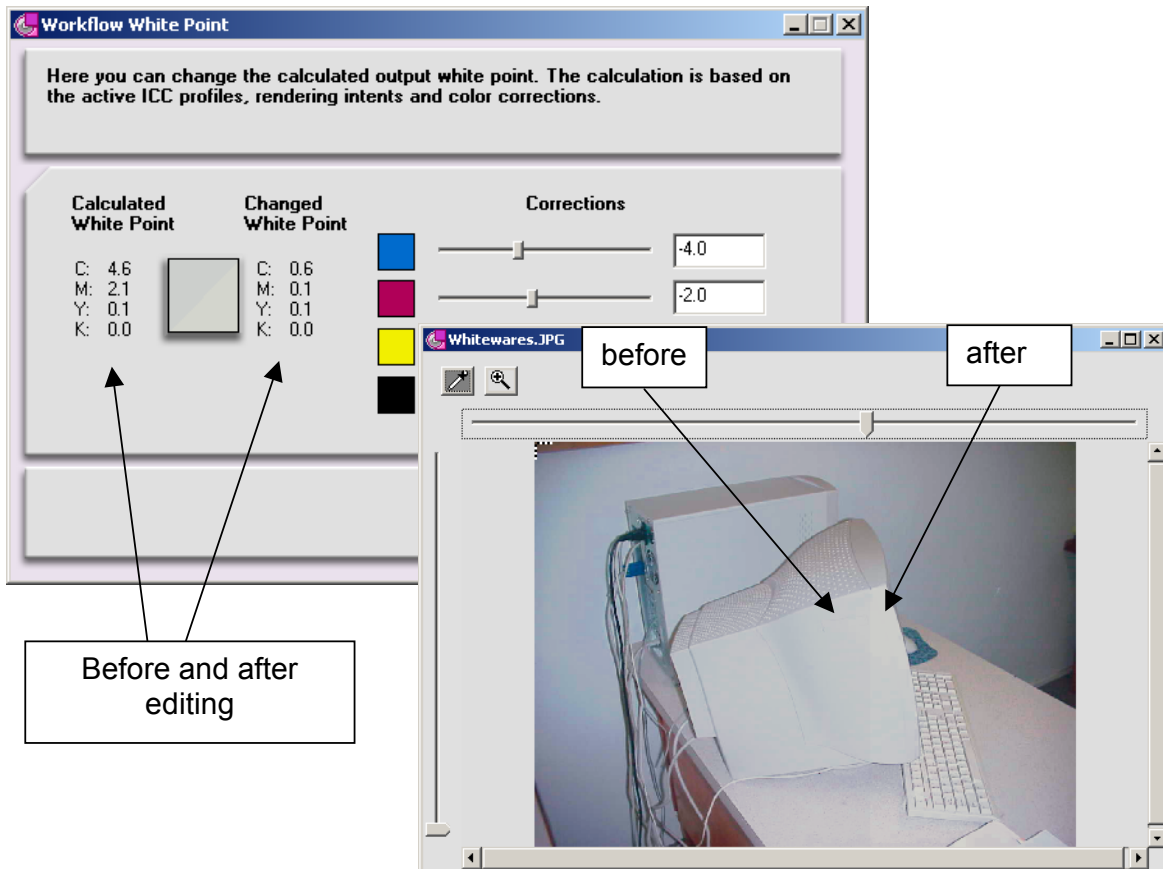 Workflow White Point
Here you can change the calculated output white point. The calculation is based on
the active ICC profiles, rendering intents and color corrections.
Calculated
White Point
Changed
White Point
Corrections
C: 4.6
M: 2.1
Y: 0.1
K: 0.0
C: 0.6
M: 0.1
Y: 0.1
K: 0.0
-4.0
-2.0
Whitewares.JPG
before
after
Before and after
editing